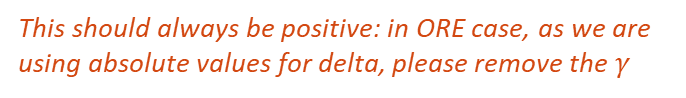 This should always be positive: in ORE case, as we are
using absolute values for delta, please remove the γ